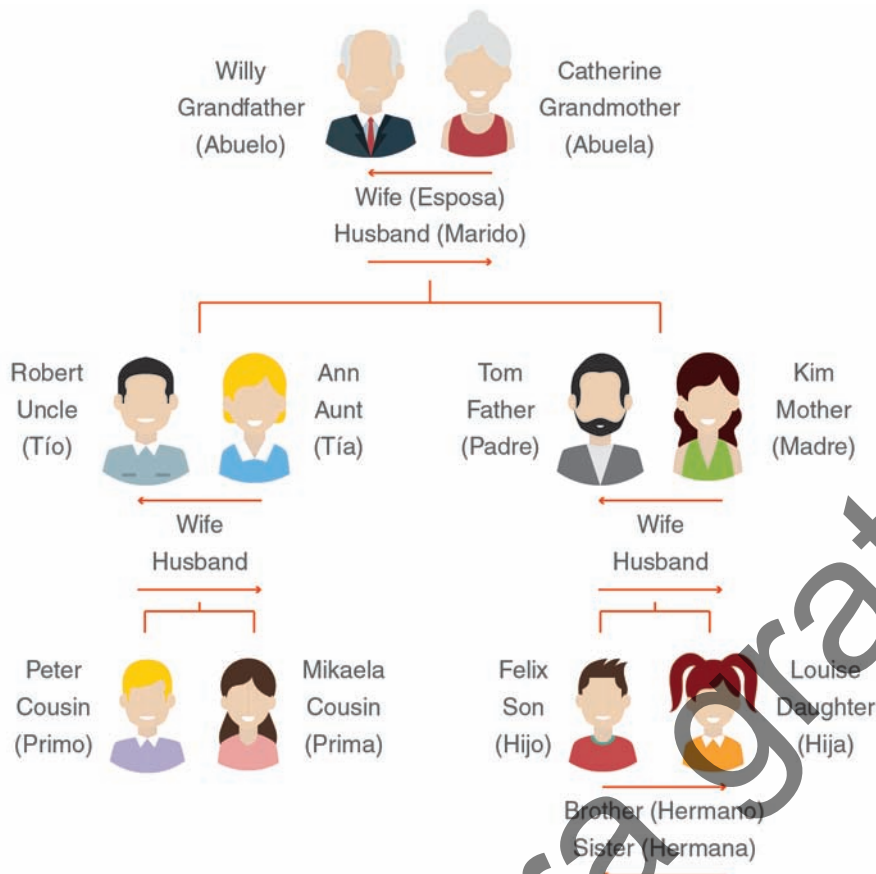 Willy
Grandfather
(Abuelo)
Catherine
Grandmother
(Abuela)
Wife (Esposa)
Husband (Marido)
Robert
Uncle
(Tío)
Ann
Aunt
(Tía)
Tom
Father
(Padre)
Kim
Mother
(Madre)
Wife
Husband
Wife
Husband
Peter
Cousin
(Primo)
Mikaela
Cousin
(Prima)
Felix
Son
(Hijo)
Louise
Daughter
(Hija)
Brother (Hermano)
Sister (Hermana)